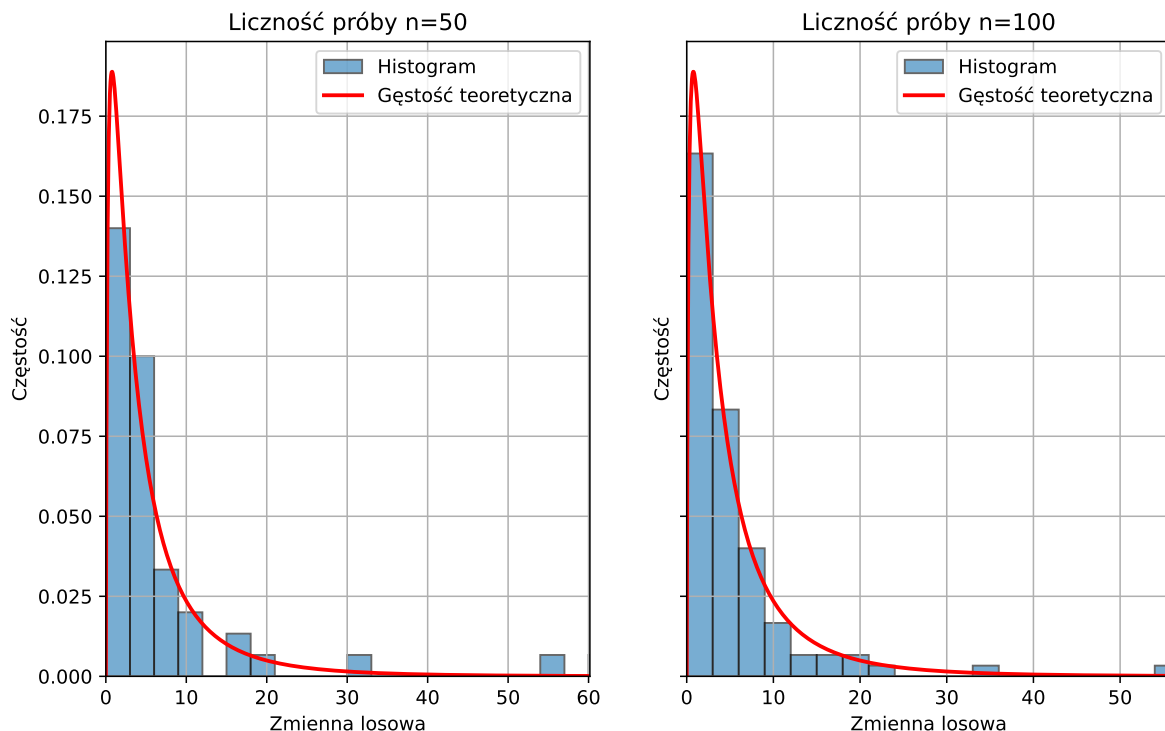 Liczność próby n=50
Histogram
Gęstość teoretyczna
0.175
0.150
0.125
0.100
0.075
0.050
0.025
0.000
Częstość
0 10 20 30 40 50 60
Zmienna losowa
Liczność próby n=100
Histogram
Gęstość teoretyczna
Częstość
0 10 20 30 40 50
Zmienna losowa